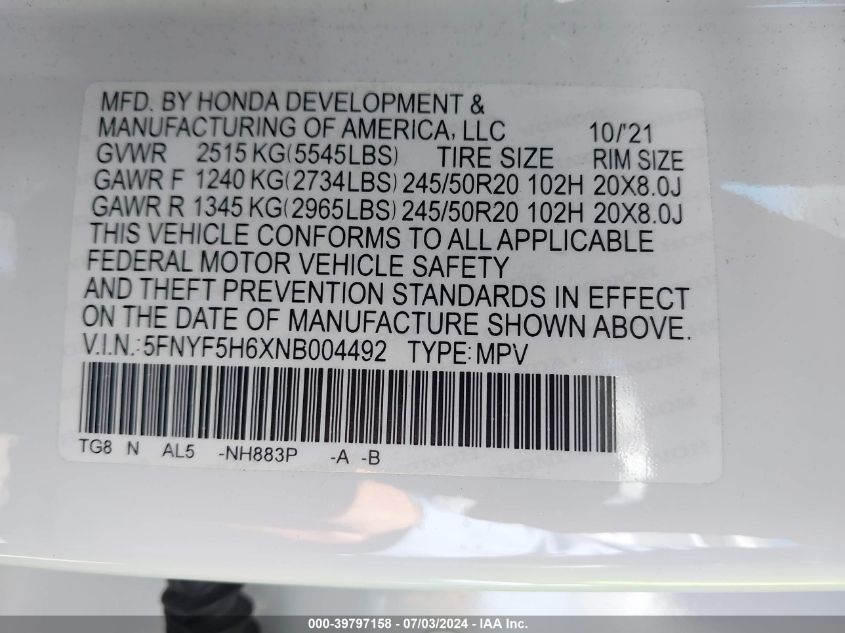 MFD. BY HONDA DEVELOPMENT &
MANUFACTURING OF AMERICA, LLC 10/'21
GVWR 2515 KG(5545LBS) TIRE SIZE RIM SIZE
GAWR F 1240 KG(2734LBS) 245/50R20 102H 20X8.0J
GAWR R 1345 KG(2965LBS) 245/50R20 102H 20X8.0J
THIS VEHICLE CONFORMS TO ALL APPLICABLE
FEDERAL MOTOR VEHICLE SAFETY
AND THEFT PREVENTION STANDARDS IN EFFECT
ON THE DATE OF MANUFACTURE SHOWN ABOVE.
V.I.N.:5FNYF5H6XNB004492 TYPE:MPV
TG8 N AL5 -NH883P -A -B
000-39797158 - 07/03/2024 - IAA Inc.